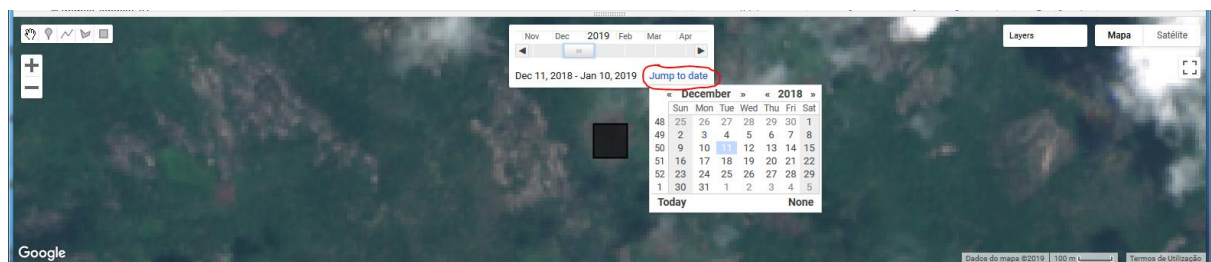 Nov Dec 2019 Feb Mar Apr
Layers
Mapa Satélite
Dec 11, 2018 - Jan 10, 2019 Jump to date
« December » « 2018 »
Sun Mon Tue Wed Thu Fri Sat
48 25 26 27 28 29 30 1
49 2 3 4 5 6 7 8
50 9 10 11 12 13 14 15
51 16 17 18 19 20 21 22
52 23 24 25 26 27 28 29
1 30 31 1 2 3 4 5
Today None
Google
Dados do mapa ©2019 100 m Termos de Utilização